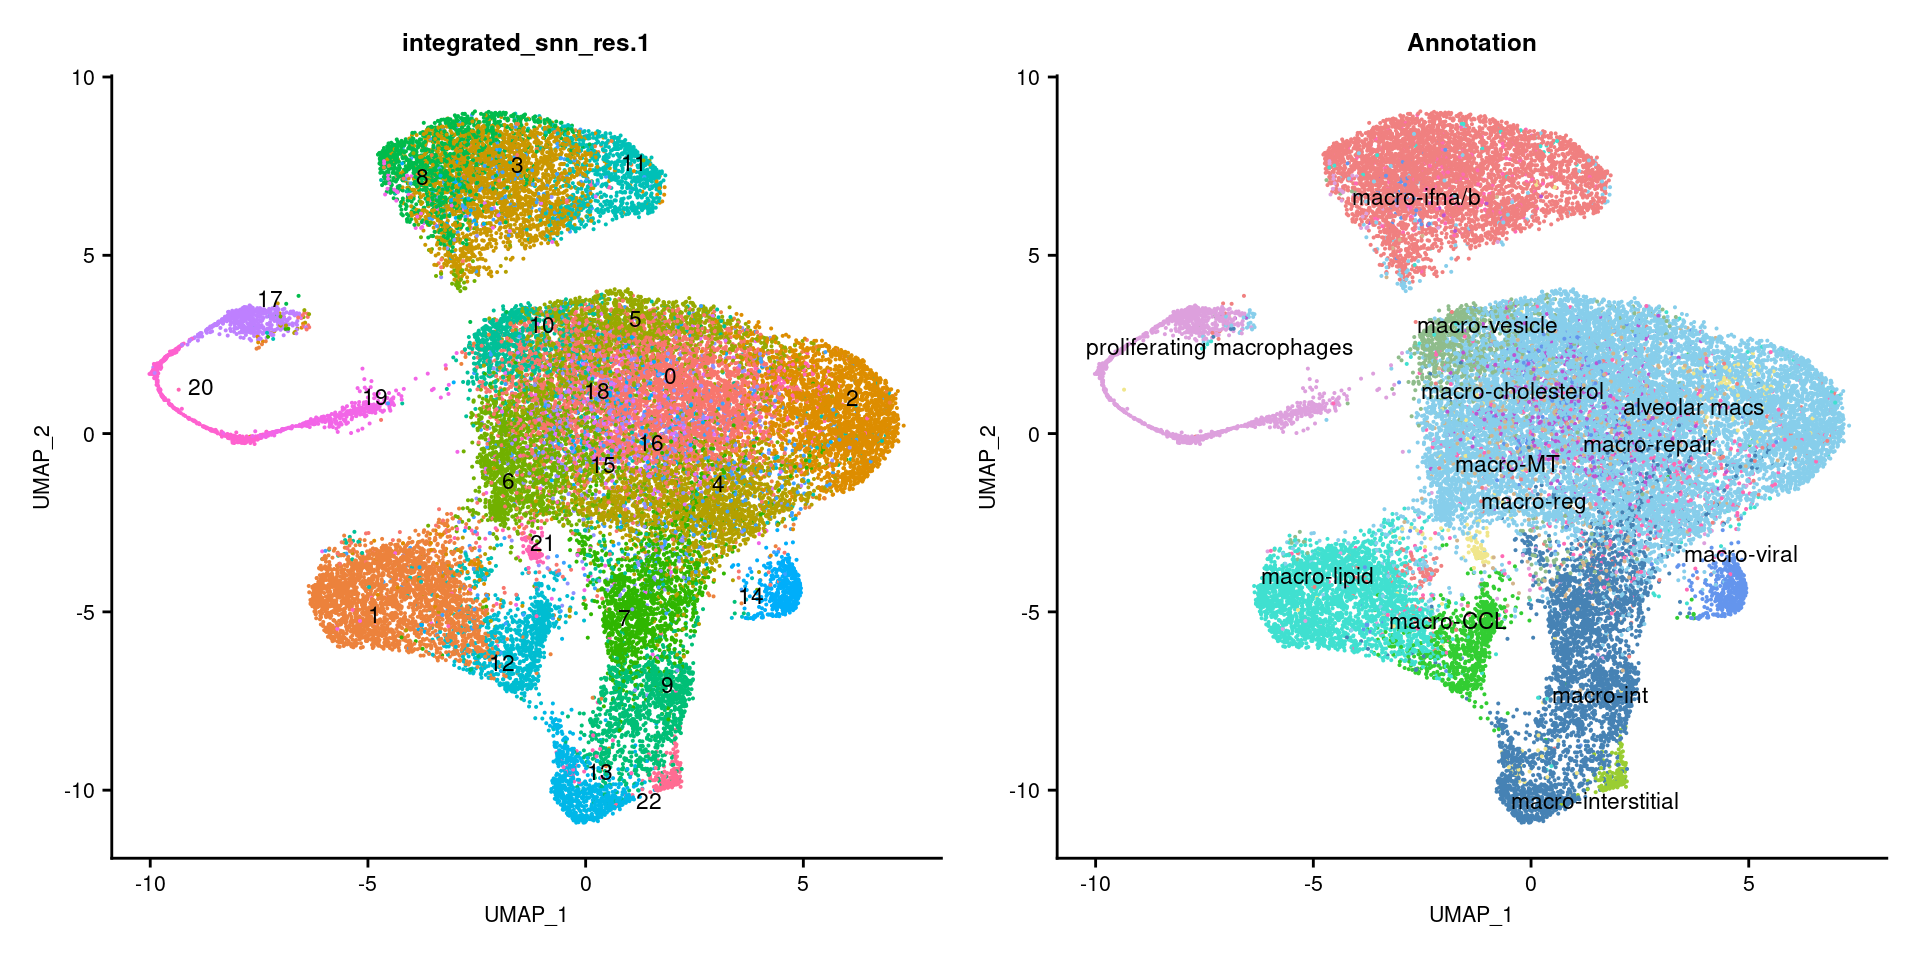 integrated_snn_res.1
10
5
0
-5
-10
UMAP_2
-10
-5
0
5
UMAP_1
8
3
11
17
10
5
20
19
18
0
2
16
15
6
4
21
1
14
7
12
9
13
22
Annotation
10
5
0
-5
-10
UMAP_2
-10
-5
0
5
UMAP_1
macro-ifna/b
macro-vesicle
proliferating macrophages
macro-cholesterol
alveolar macs
macro-repair
macro-MT
macro-reg
macro-viral
macro-lipid
macro-CCL
macro-int
macro-interstitial